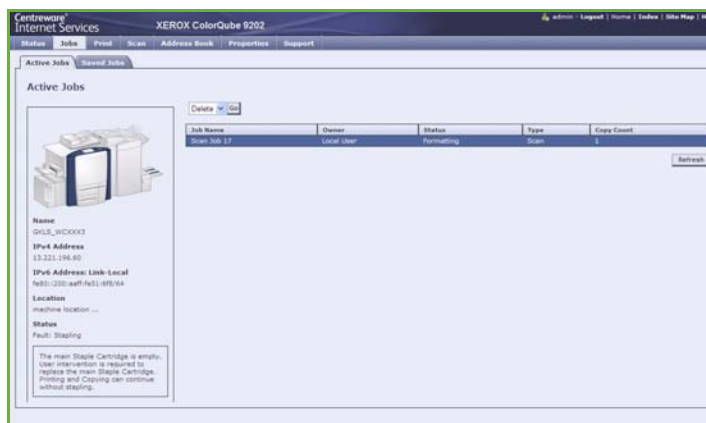 Centreware®
Internet Services
XEROX ColorQube 9202
admin - Logout | Home | Index | Site Map | H
Status Jobs Print Scan Address Book Properties Support
Active Jobs Saved Jobs
Active Jobs
Delete Go
Job Name Owner Status Type Copy Count
Scan Job 17 Local User Formatting Scan 1
Refresh
Name
IPv4 Address
13.221.196.60
IPv6 Address: Link-Local
Location
machine location ...
Status
Fault: Stapling
The main Staple Cartridge is empty.
User intervention is required to
replace the main Staple Cartridge.
Printing and Copying can continue
without stapling.